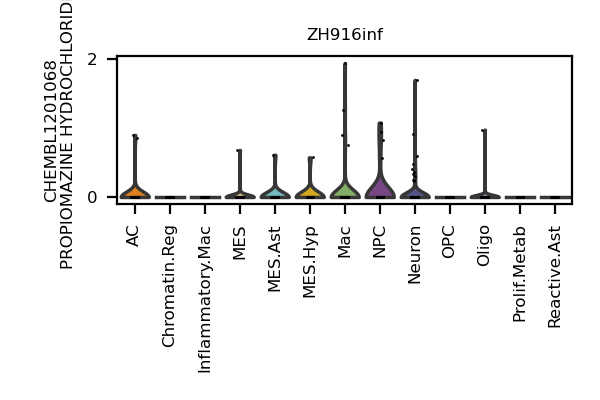 ZH916inf
CHEMBL1201068
PROPIOMAZINE HYDROCHLORID
2
0
AC
Chromatin.Reg
Inflammatory.Mac
MES
MES.Ast
MES.Hyp
Mac
NPC
Neuron
OPC
Oligo
Prolif.Metab
Reactive.Ast